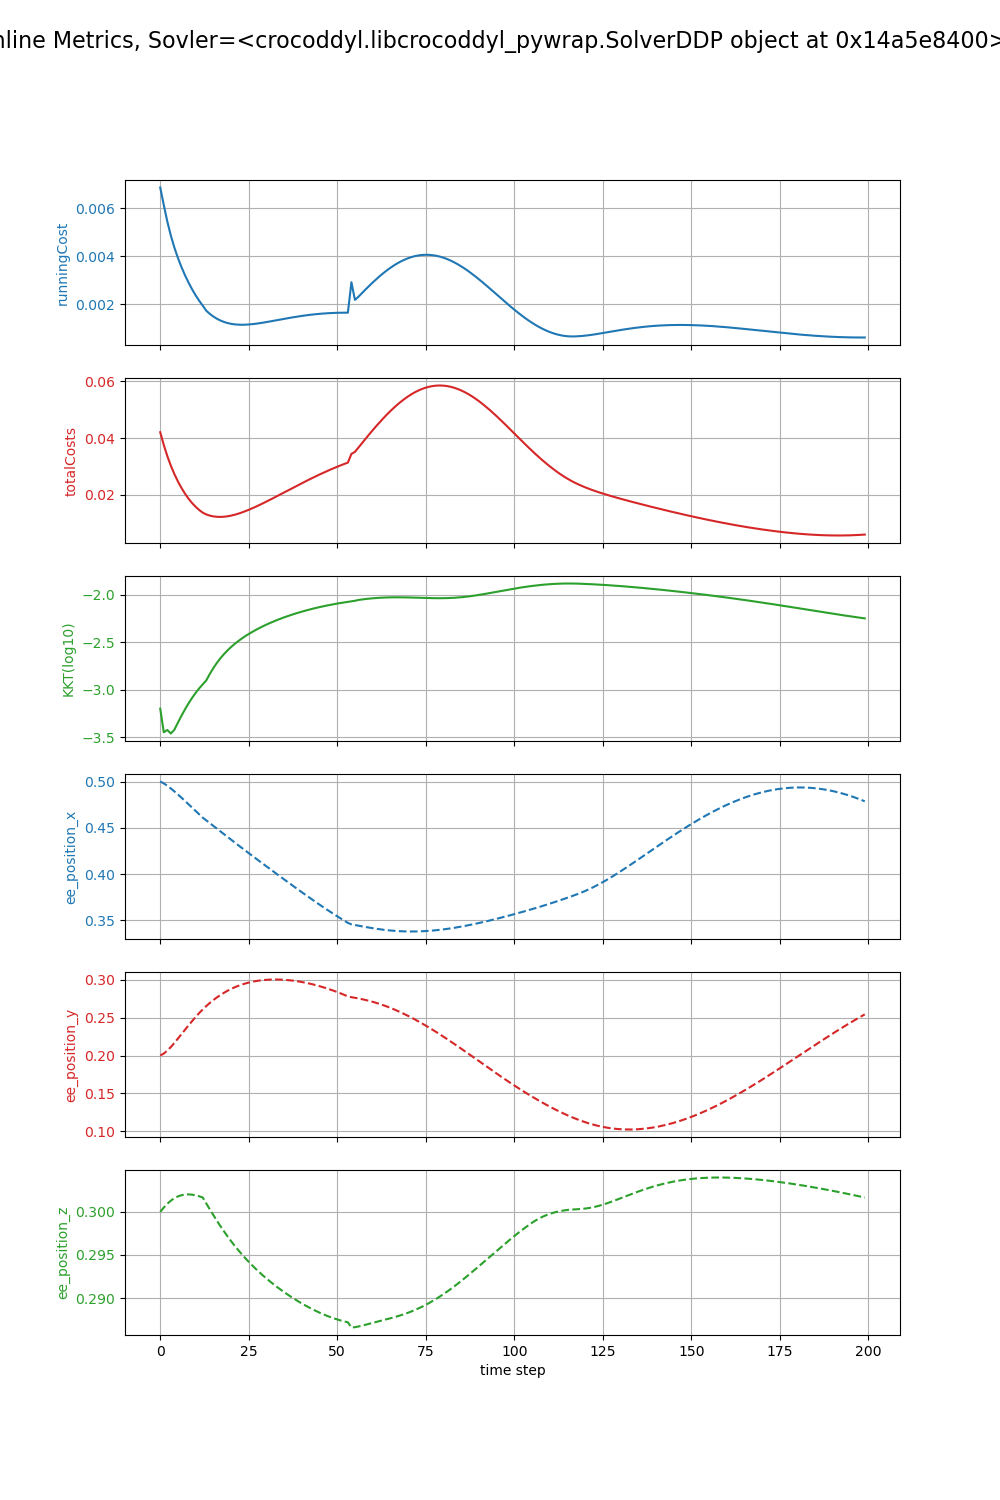 nline Metrics, Sovler=<crocoddyl.libcrocoddyl_pywrap.SolverDDP object at 0x14a5e8400>
runningCost
0.006
0.004
0.002
totalCosts
0.06
0.04
0.02
KKT(log10)
−2.0
−2.5
−3.0
−3.5
ee_position_x
0.50
0.45
0.40
0.35
ee_position_y
0.30
0.25
0.20
0.15
0.10
ee_position_z
0.300
0.295
0.290
0 25 50 75 100 125 150 175 200
time step